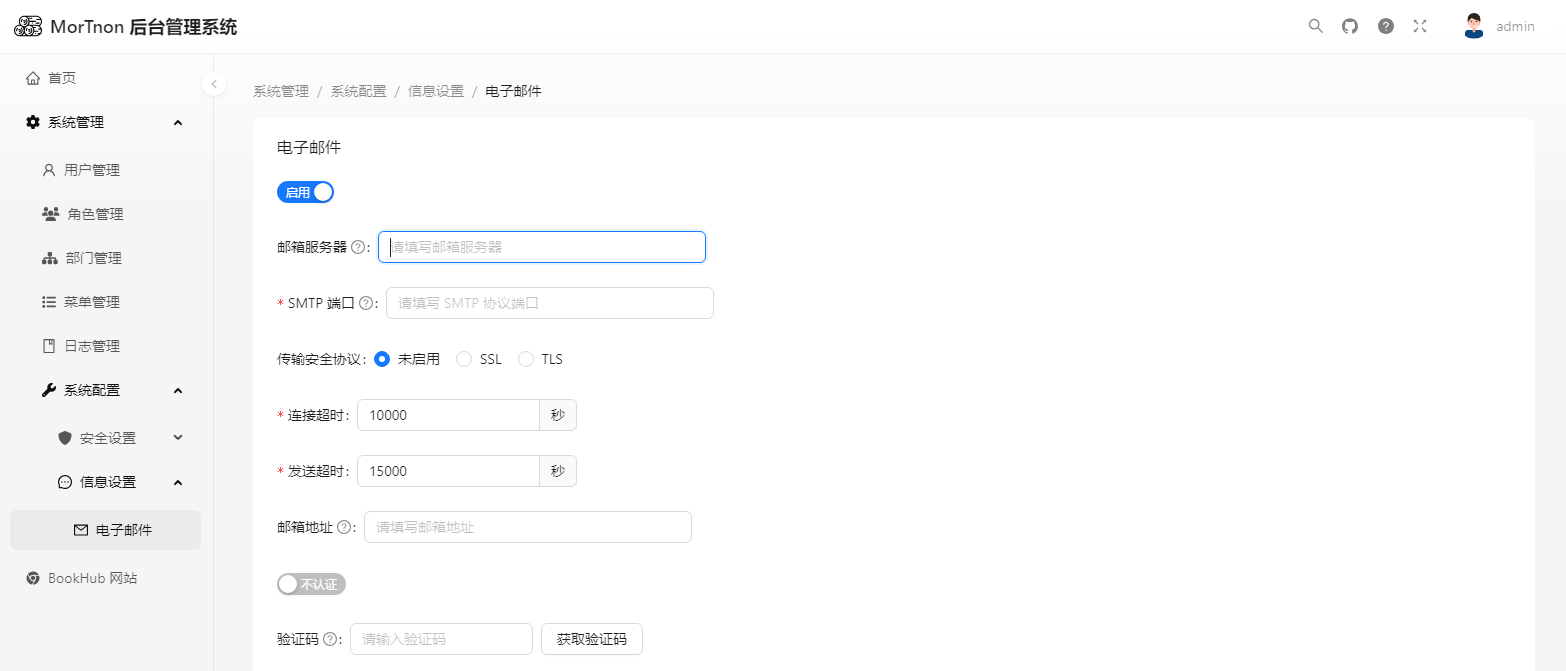 MorTnon 后台管理系统
admin
首页
系统管理
用户管理
角色管理
部门管理
菜单管理
日志管理
系统配置
安全设置
信息设置
电子邮件
BookHub 网站
系统管理 / 系统配置 / 信息设置 / 电子邮件
电子邮件
启用
邮箱服务器 ? : 请填写邮箱服务器
* SMTP 端口 ? : 请填写 SMTP 协议端口
传输安全协议: 未启用 SSL TLS
* 连接超时: 10000 秒
* 发送超时: 15000 秒
邮箱地址 ? : 请填写邮箱地址
不认证
验证码 ? : 请输入验证码 获取验证码